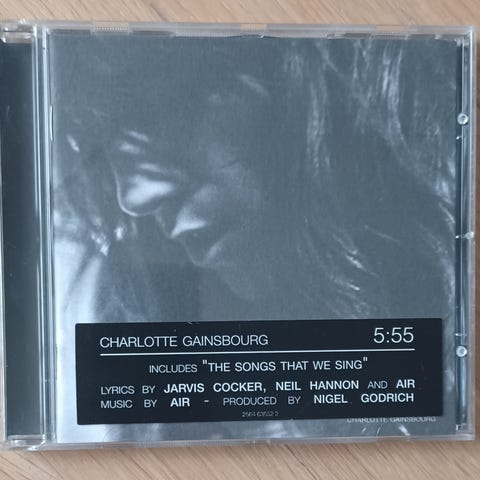 CHARLOTTE GAINSBOURG 5:55
INCLUDES "THE SONGS THAT WE SING"
LYRICS BY JARVIS COCKER, NEIL HANNON AND AIR
MUSIC BY AIR - PRODUCED BY NIGEL GODRICH
CHARLOTTE GAINSBOURG